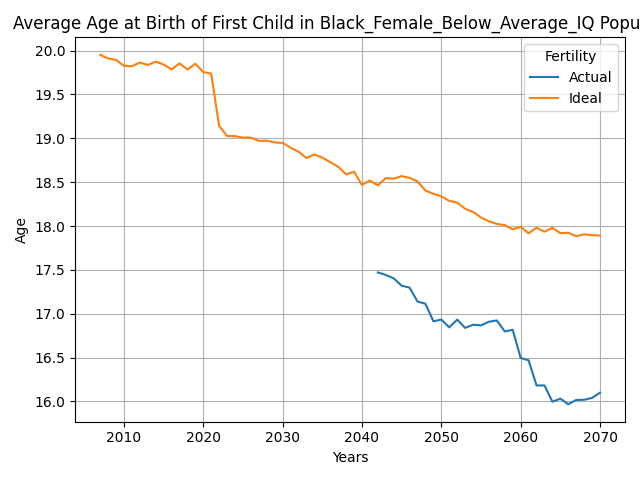 Average Age at Birth of First Child in Black_Female_Below_Average_IQ Popu
Fertility
Actual
Ideal
20.0
19.5
19.0
18.5
18.0
17.5
17.0
16.5
16.0
Age
2010 2020 2030 2040 2050 2060 2070
Years